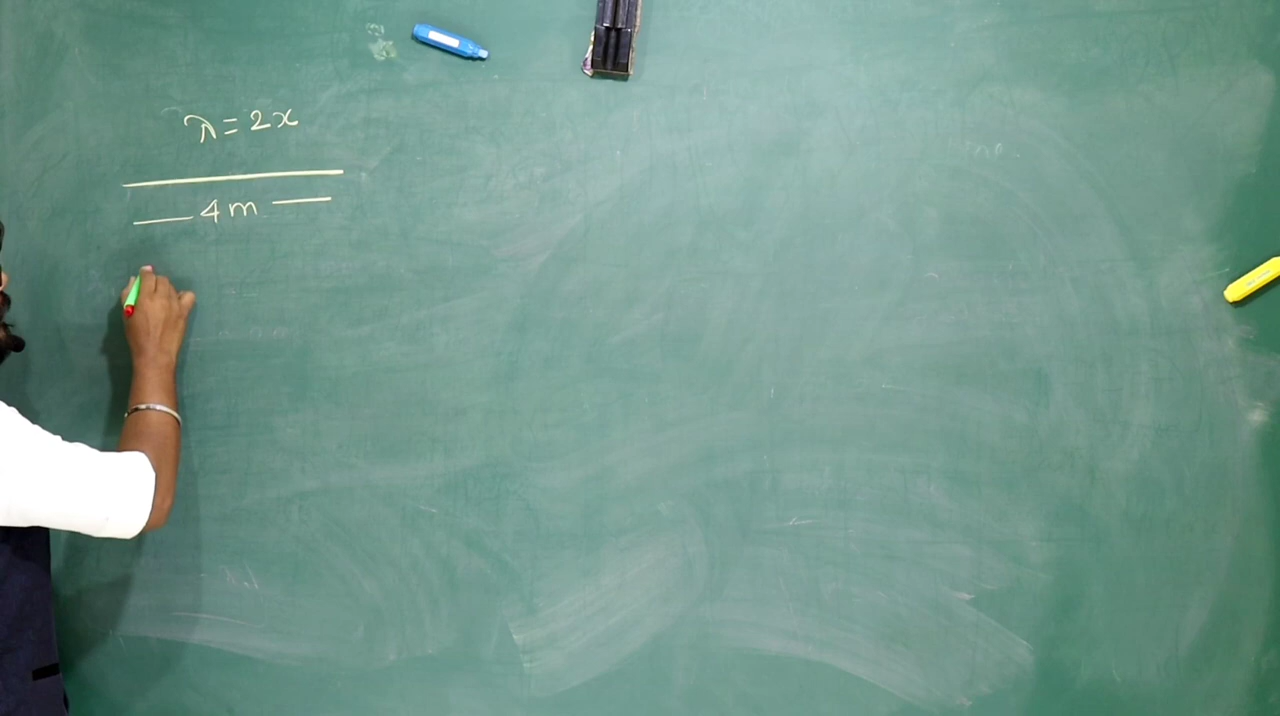 λ = 2x
4m